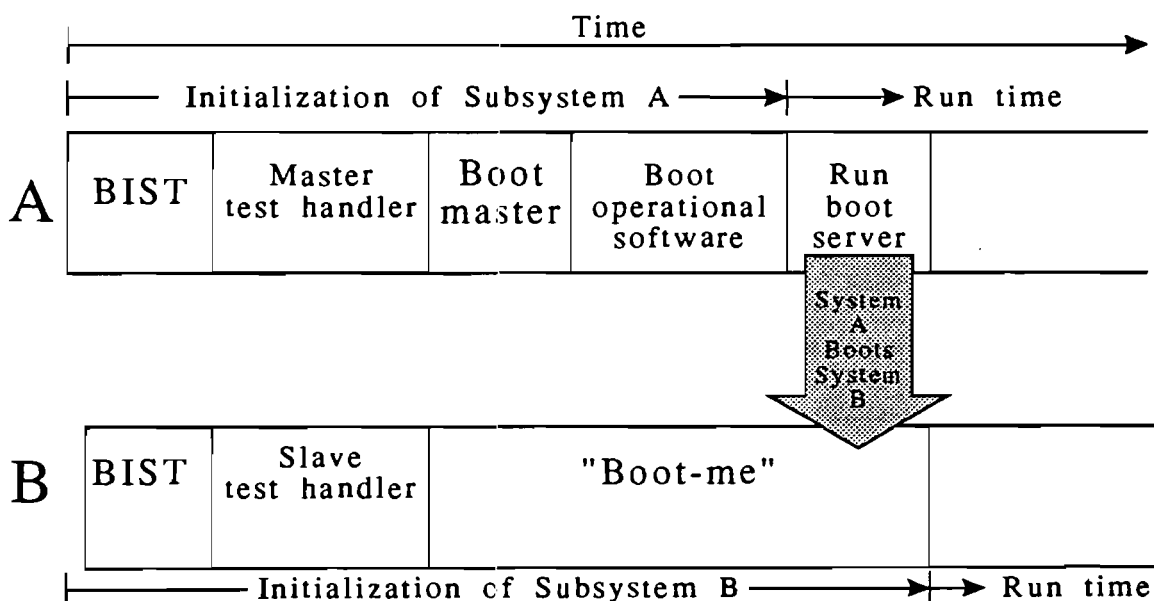 Time
Initialization of Subsystem A
Run time
A
BIST
Master
test handler
Boot
master
Boot
operational
software
Run
boot
server
System
A
Boots
System
B
B
BIST
Slave
test handler
"Boot-me"
Initialization of Subsystem B
Run time